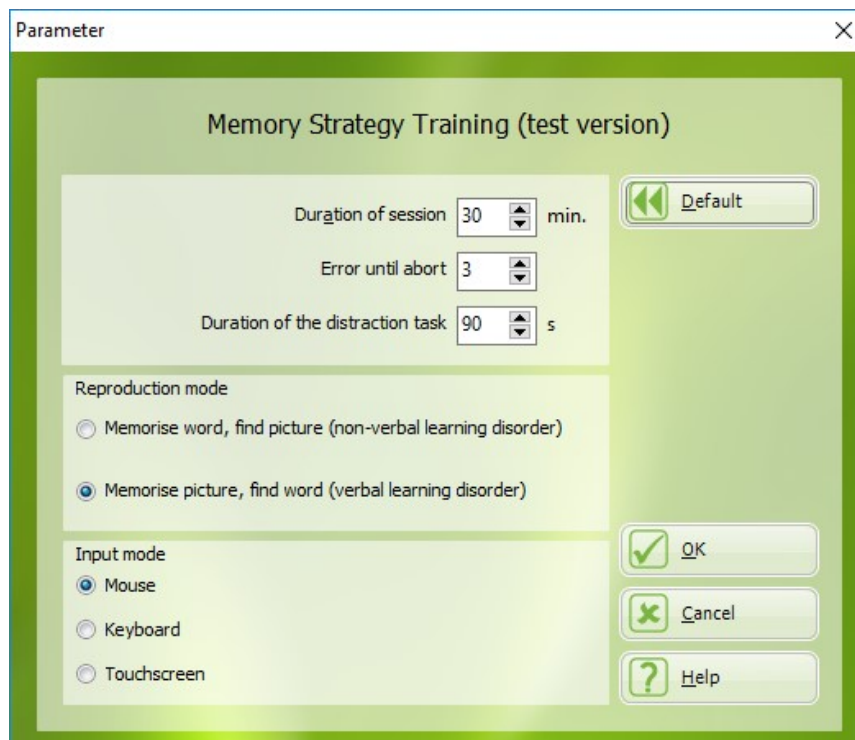 Parameter
Memory Strategy Training (test version)
Duration of session 30 min.
Default
Error until abort 3
Duration of the distraction task 90 s
Reproduction mode
Memorise word, find picture (non-verbal learning disorder)
Memorise picture, find word (verbal learning disorder)
Input mode
Mouse
Keyboard
Touchscreen
OK
Cancel
Help